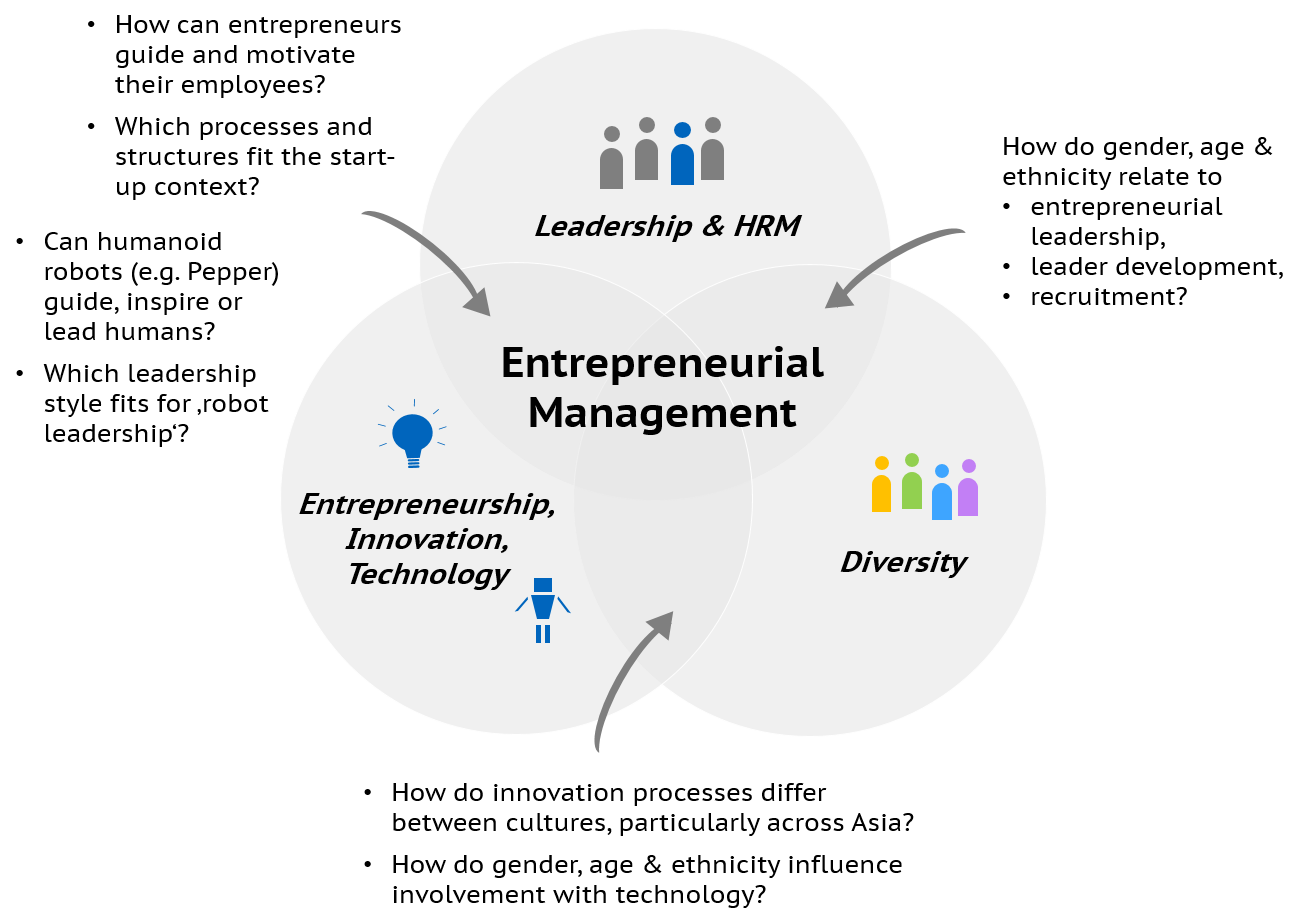 • How can entrepreneurs
guide and motivate
their employees?
• Which processes and
structures fit the start-
up context?
• Can humanoid
robots (e.g. Pepper)
guide, inspire or
lead humans?
• Which leadership
style fits for ‚robot
leadership‘?
Leadership & HRM
How do gender, age &
ethnicity relate to
• entrepreneurial
leadership,
• leader development,
• recruitment?
Entrepreneurial
Management
Entrepreneurship,
Innovation,
Technology
Diversity
• How do innovation processes differ
between cultures, particularly across Asia?
• How do gender, age & ethnicity influence
involvement with technology?